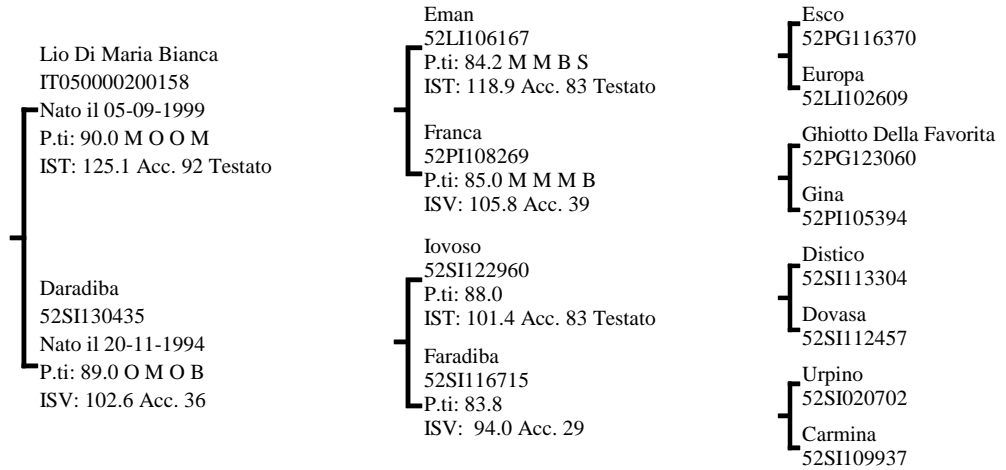 Lio Di Maria Bianca
IT050000200158
Nato il 05-09-1999
P.ti: 90.0 M O O M
IST: 125.1 Acc. 92 Testato
Daradiba
52SI130435
Nato il 20-11-1994
P.ti: 89.0 O M O B
ISV: 102.6 Acc. 36
Eman
52LI106167
P.ti: 84.2 M M B S
IST: 118.9 Acc. 83 Testato
Franca
52PI108269
P.ti: 85.0 M M M B
ISV: 105.8 Acc. 39
Iovoso
52SI122960
P.ti: 88.0
IST: 101.4 Acc. 83 Testato
Faradiba
52SI116715
P.ti: 83.8
ISV: 94.0 Acc. 29
Esco
52PG116370
Europa
52LI102609
Ghiotto Della Favorita
52PG123060
Gina
52PI105394
Distico
52SI113304
Dovasa
52SI112457
Urpino
52SI020702
Carmina
52SI109937